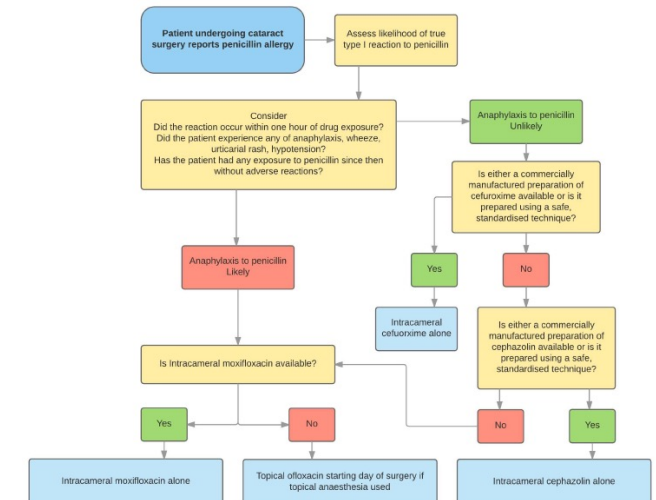 Patient undergoing cataract
surgery reports penicillin allergy
Assess likelihood of true
type I reaction to penicillin
Consider
Did the reaction occur within one hour of drug exposure?
Did the patient experience any of anaphylaxis, wheeze,
urticarial rash, hypotension?
Has the patient had any exposure to penicillin since then
without adverse reactions?
Anaphylaxis to penicillin
Unlikely
Is either a commercially
manufactured preparation of
cefuroxime available or is it
prepared using a safe,
standardised technique?
Anaphylaxis to penicillin
Likely
Yes
No
Intracameral
cefuorxime alone
Is either a commercially
manufactured preparation of
cephazolin available or is it
prepared using a safe,
standardised technique?
Is Intracameral moxifloxacin available?
Yes
No
No
Yes
Intracameral moxifloxacin alone
Topical ofloxacin starting day of surgery if
topical anaesthesia used
Intracameral cephazolin alone